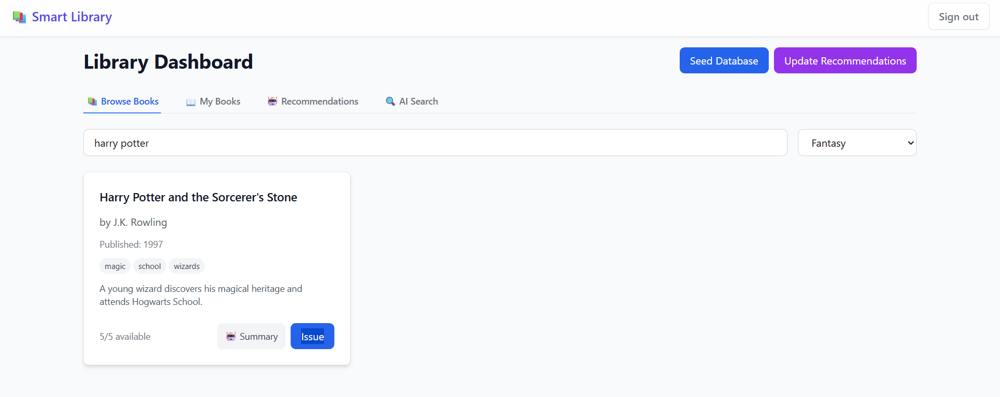 Smart Library
Sign out
Library Dashboard
Seed Database
Update Recommendations
Browse Books
My Books
Recommendations
AI Search
harry potter
Fantasy
Harry Potter and the Sorcerer's Stone
by J.K. Rowling
Published: 1997
magic school wizards
A young wizard discovers his magical heritage and
attends Hogwarts School.
5/5 available
Summary
Issue